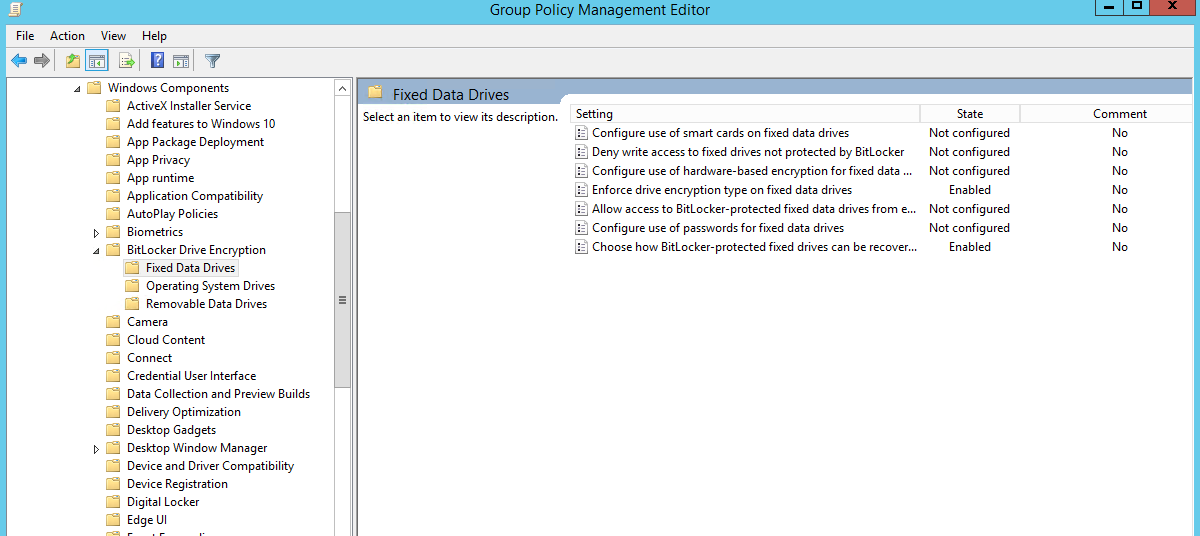 Group Policy Management Editor
File Action View Help
Windows Components
ActiveX Installer Service
Add features to Windows 10
App Package Deployment
App Privacy
App runtime
Application Compatibility
AutoPlay Policies
Biometrics
BitLocker Drive Encryption
Fixed Data Drives
Operating System Drives
Removable Data Drives
Camera
Cloud Content
Connect
Credential User Interface
Data Collection and Preview Builds
Delivery Optimization
Desktop Gadgets
Desktop Window Manager
Device and Driver Compatibility
Device Registration
Digital Locker
Edge UI
Fixed Data Drives
Select an item to view its description.
Setting State Comment
Configure use of smart cards on fixed data drives Not configured No
Deny write access to fixed drives not protected by BitLocker Not configured No
Configure use of hardware-based encryption for fixed data ... Not configured No
Enforce drive encryption type on fixed data drives Enabled No
Allow access to BitLocker-protected fixed data drives from e... Not configured No
Configure use of passwords for fixed data drives Not configured No
Choose how BitLocker-protected fixed drives can be recover... Enabled No